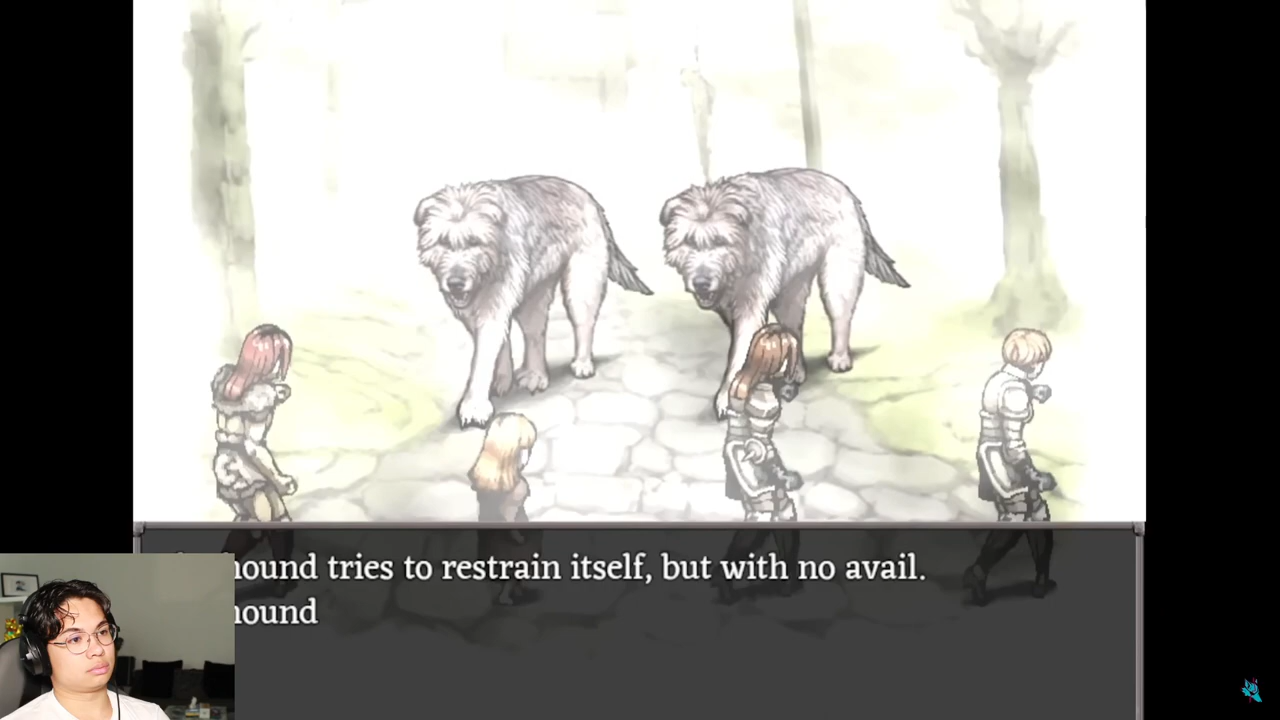 hound tries to restrain itself, but with no avail.
hound